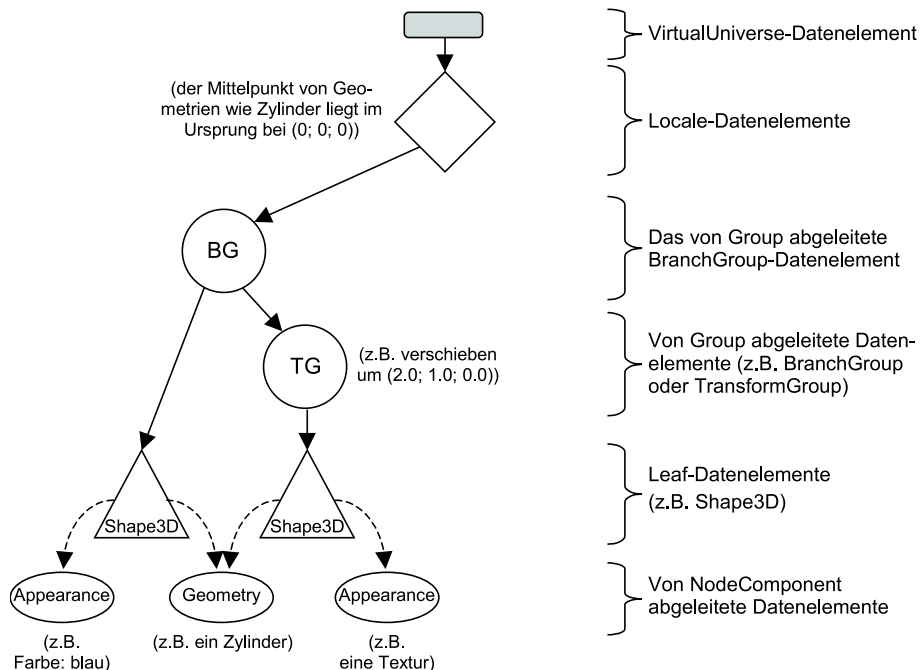 VirtualUniverse-Datenelement
(der Mittelpunkt von Geo-
metrien wie Zylinder liegt im
Ursprung bei (0; 0; 0))
Locale-Datenelemente
BG
Das von Group abgeleitete
BranchGroup-Datenelement
TG
(z.B. verschieben
um (2.0; 1.0; 0.0))
Von Group abgeleitete Daten-
elemente (z.B. BranchGroup
oder TransformGroup)
Shape3D
Shape3D
Leaf-Datenelemente
(z.B. Shape3D)
Appearance
Geometry
Appearance
Von NodeComponent
abgeleitete Datenelemente
(z.B.
Farbe: blau)
(z.B. ein Zylinder)
(z.B.
eine Textur)